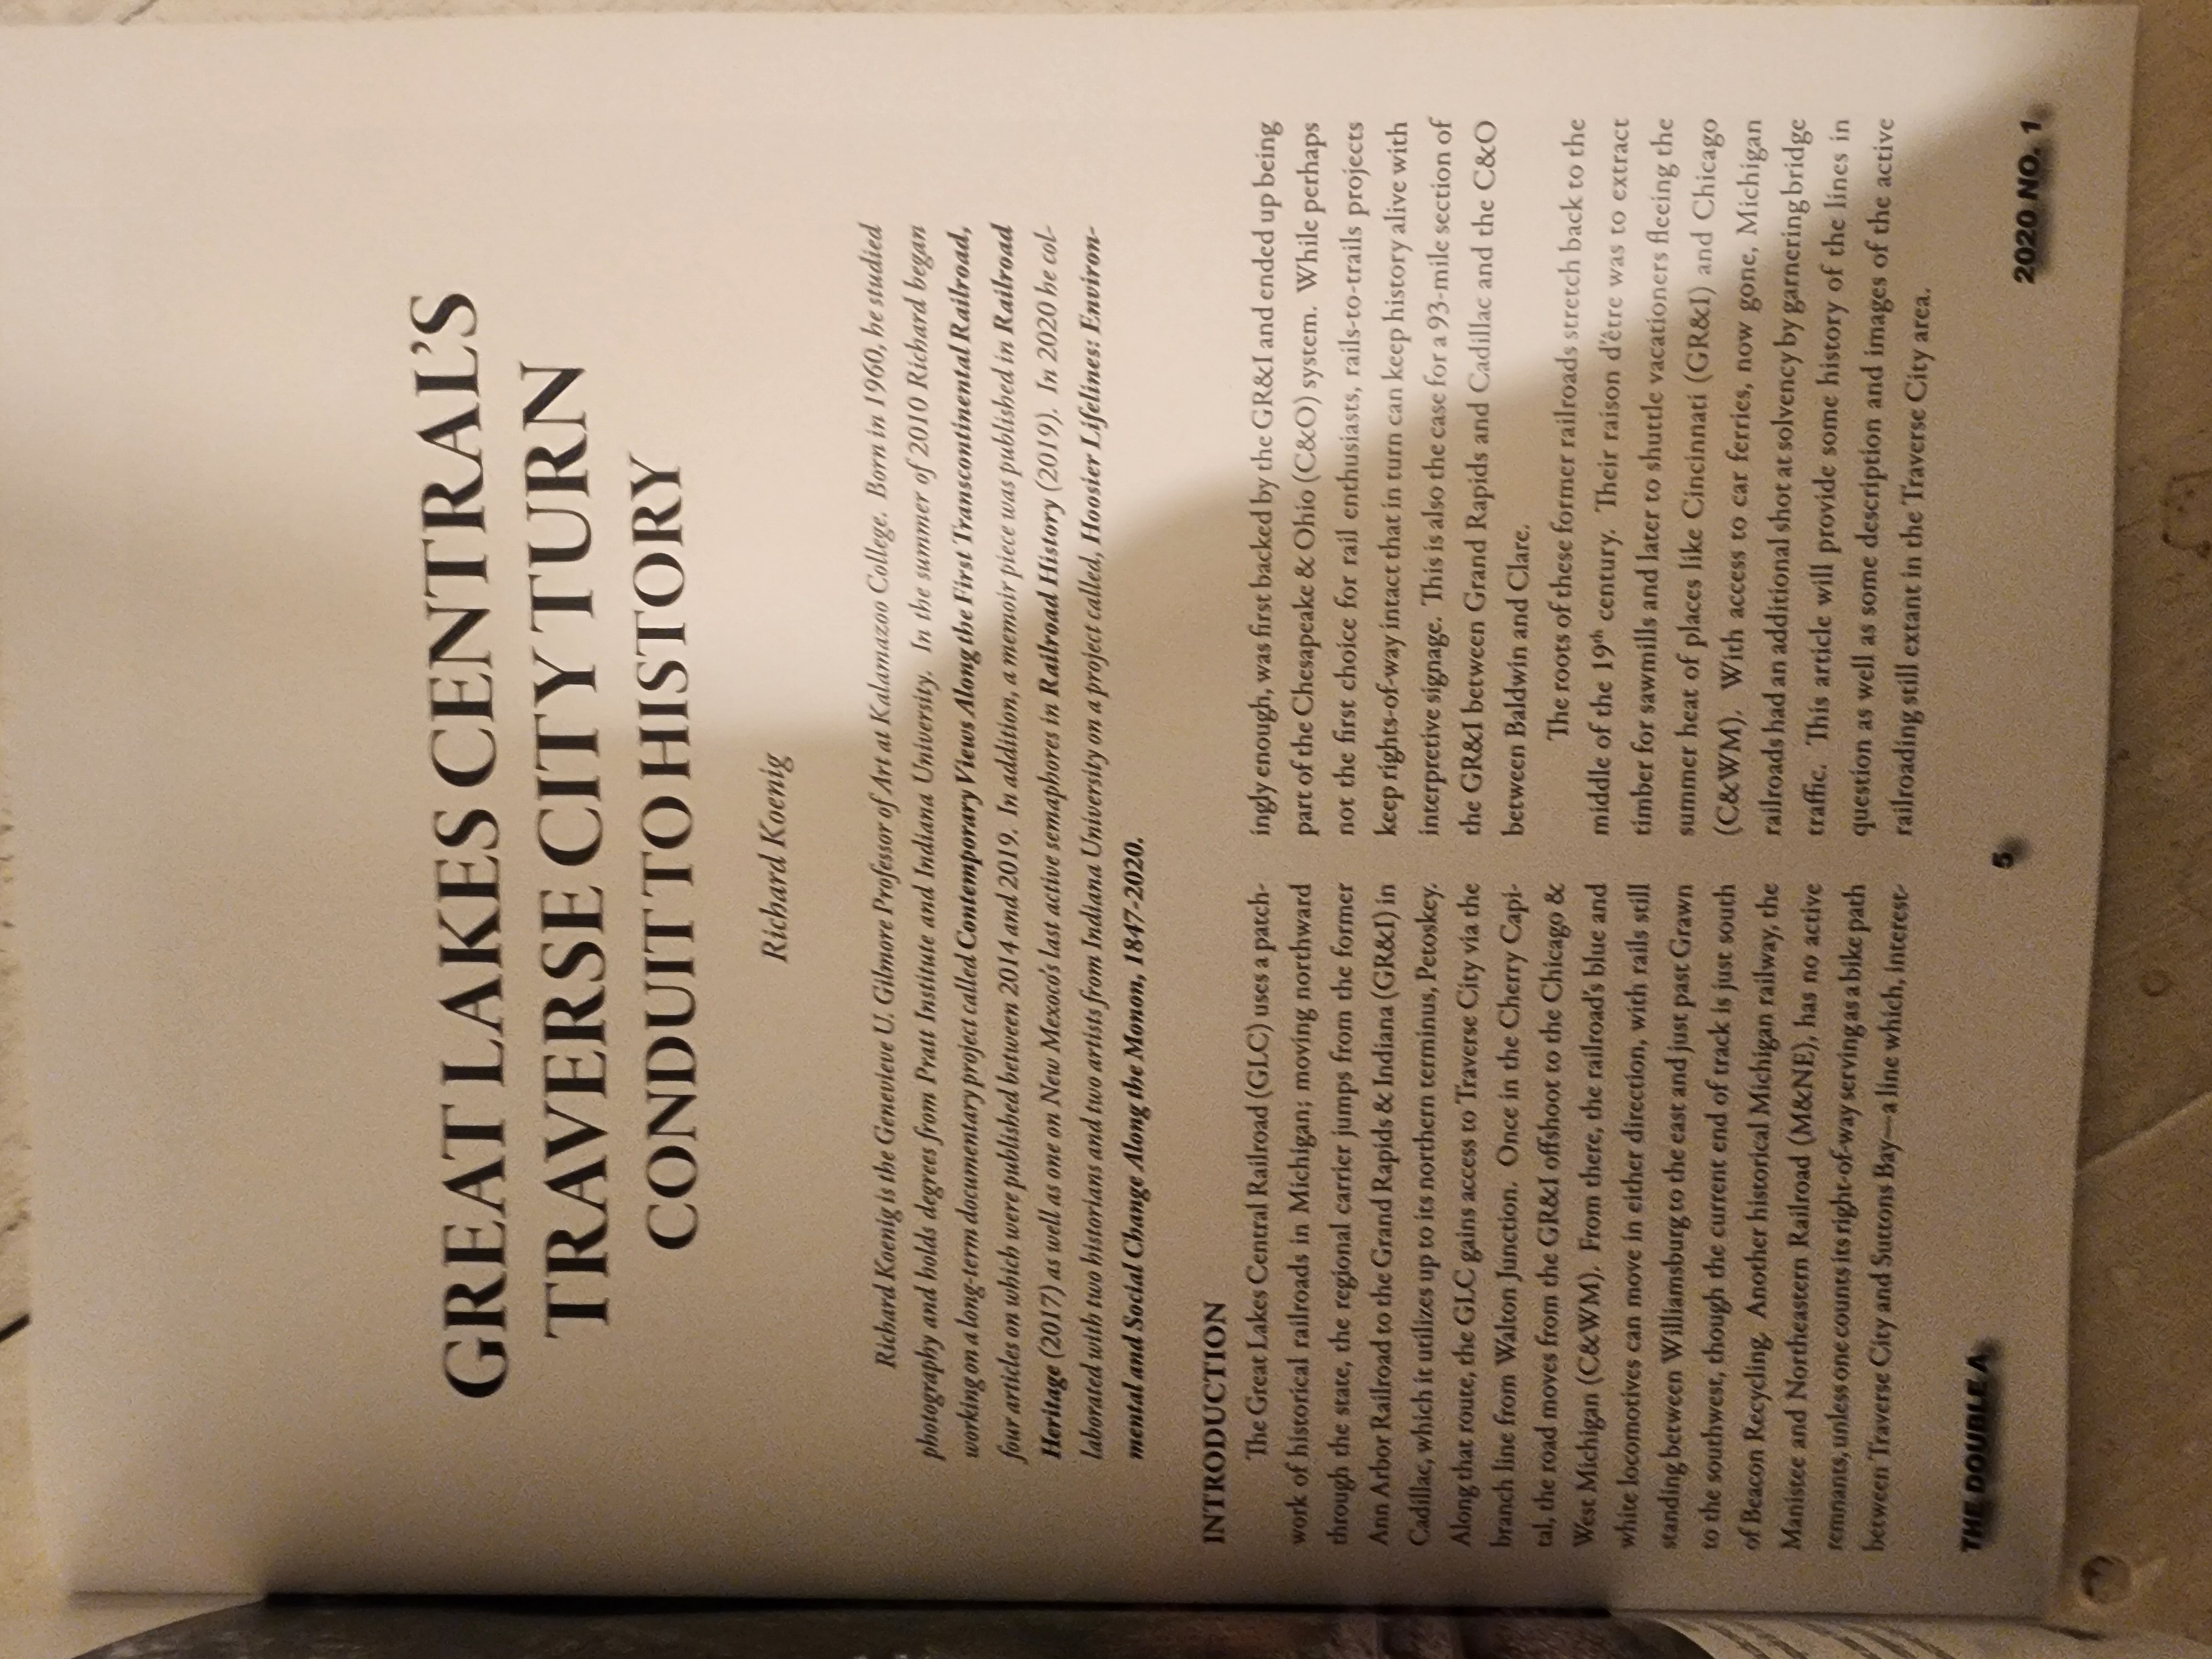 GREAT LAKES CENTRAL'S
TRAVERSE CITY TURN
CONDUIT TO HISTORY
Richard Koenig
Richard Koenig is the Genevieve U. Gilmore Professor of Art at Kalamazoo College. Born in 1960, he studied
photography and holds degrees from Pratt Institute and Indiana University. In the summer of 2010 Richard began
working on a long-term documentary project called Contemporary Views Along the First Transcontinental Railroad,
four articles on which were published between 2014 and 2019. In addition, a memoir piece was published in Railroad
Heritage (2017) as well as one on New Mexoco's last active semaphores in Railroad History (2019). In 2020 he col-
laborated with two historians and two artists from Indiana University on a project called, Hoosier Lifelines: Environ-
mental and Social Change Along the Monon, 1847-2020.
INTRODUCTION
The Great Lakes Central Railroad (GLC) uses a patch-
work of historical railroads in Michigan; moving northward
through the state, the regional carrier jumps from the former
Ann Arbor Railroad to the Grand Rapids & Indiana (GR&I) in
Cadillac, which it utilizes up to its northern terminus, Petoskey.
Along that route, the GLC gains access to Traverse City via the
branch line from Walton Junction. Once in the Cherry Capi-
tal, the road moves from the GR&I offshoot to the Chicago &
West Michigan (C&WM). From there, the railroad's blue and
white locomotives can move in either direction, with rails still
standing between Williamsburg to the east and just past Grawn
to the southwest, though the current end of track is just south
of Beacon Recycling. Another historical Michigan railway, the
Manistee and Northeastern Railroad (M&NE), has no active
remnants, unless one counts its right-of-way serving as a bike path
between Traverse City and Suttons Bay—a line which, interest-
ingly enough, was first backed by the GR&I and ended up being
part of the Chesapeake & Ohio (C&O) system. While perhaps
not the first choice for rail enthusiasts, rails-to-trails projects
keep rights-of-way intact that in turn can keep history alive with
interpretive signage. This is also the case for a 93-mile section of
the GR&I between Grand Rapids and Cadillac and the C&O
between Baldwin and Clare.
The roots of these former railroads stretch back to the
middle of the 19th century. Their raison d'être was to extract
timber for sawmills and later to shuttle vacationers fleeing the
summer heat of places like Cincinnati (GR&I) and Chicago
(C&WM). With access to car ferries, now gone, Michigan
railroads had an additional shot at solvency by garnering bridge
traffic. This article will provide some history of the lines in
question as well as some description and images of the active
railroading still extant in the Traverse City area.
THE DOUBLE A
5
2020 NO. 1